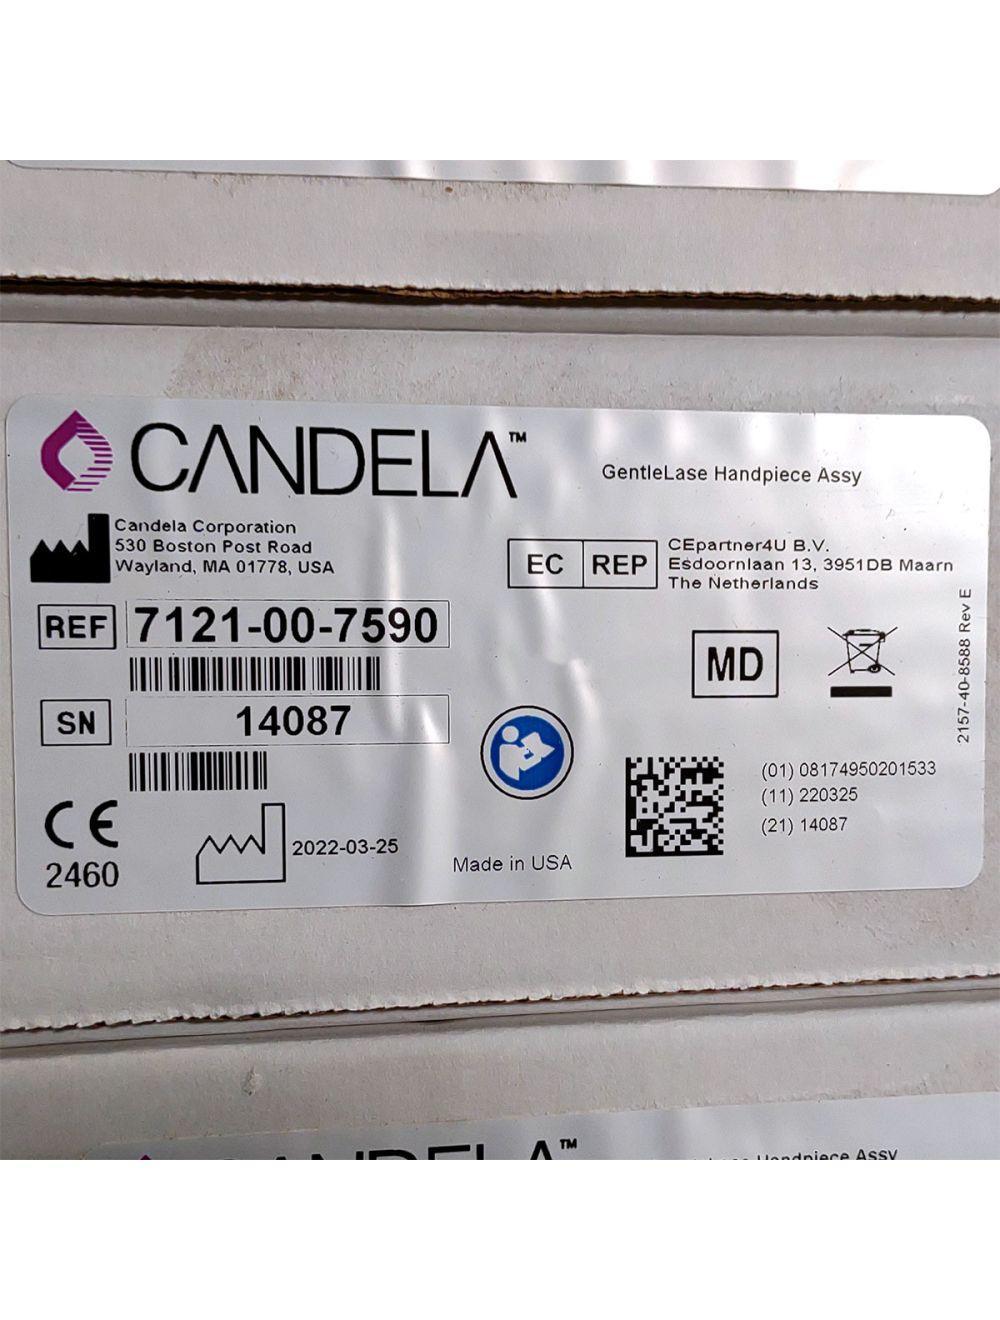 CANDELA™
GentleLase Handpiece Assy
Candela Corporation
530 Boston Post Road
Wayland, MA 01778, USA
EC REP
CEpartner4U B.V.
Esdoornlaan 13, 3951DB Maarn
The Netherlands
REF 7121-00-7590
MD
SN 14087
2157-40-8588 Rev E
(01) 08174950201533
(11) 220325
(21) 14087
CE
2460
2022-03-25
Made in USA
CANDELA™
Handpiece Assy